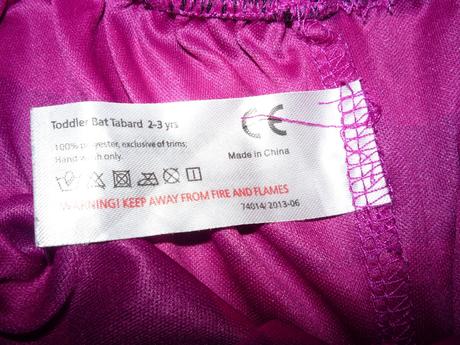 Toddler Bat Tabard 2-3 yrs
100% polyester, exclusive of trims;
Hand wash only.
CE
Made in China
WARNING! KEEP AWAY FROM FIRE AND FLAMES
74014/2013-06